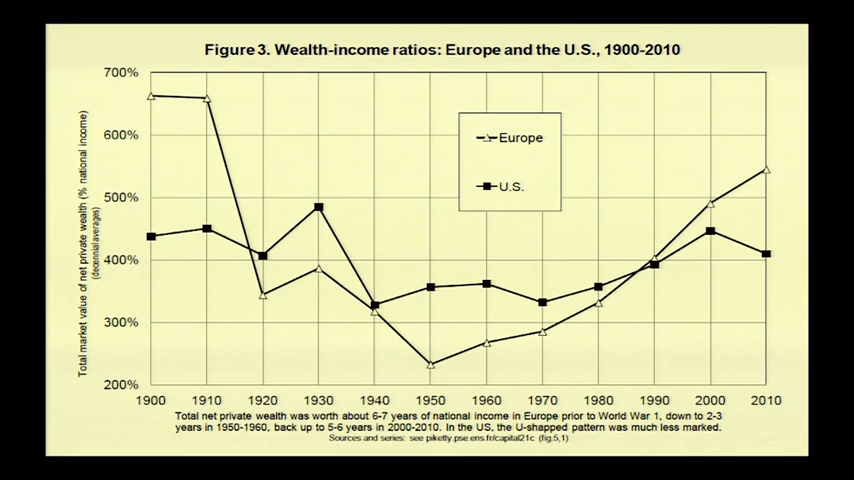 Figure 3. Wealth-income ratios: Europe and the U.S., 1900-2010
Total market value of net private wealth (% national income)
(decennial averages)
700%
600%
500%
400%
300%
200%
Europe
U.S.
1900 1910 1920 1930 1940 1950 1960 1970 1980 1990 2000 2010
Total net private wealth was worth about 6-7 years of national income in Europe prior to World War 1, down to 2-3
years in 1950-1960, back up to 5-6 years in 2000-2010. In the US, the U-shapped pattern was much less marked.
Sources and series: see piketty.pse.ens.fr/capital21c (fig.5,1)